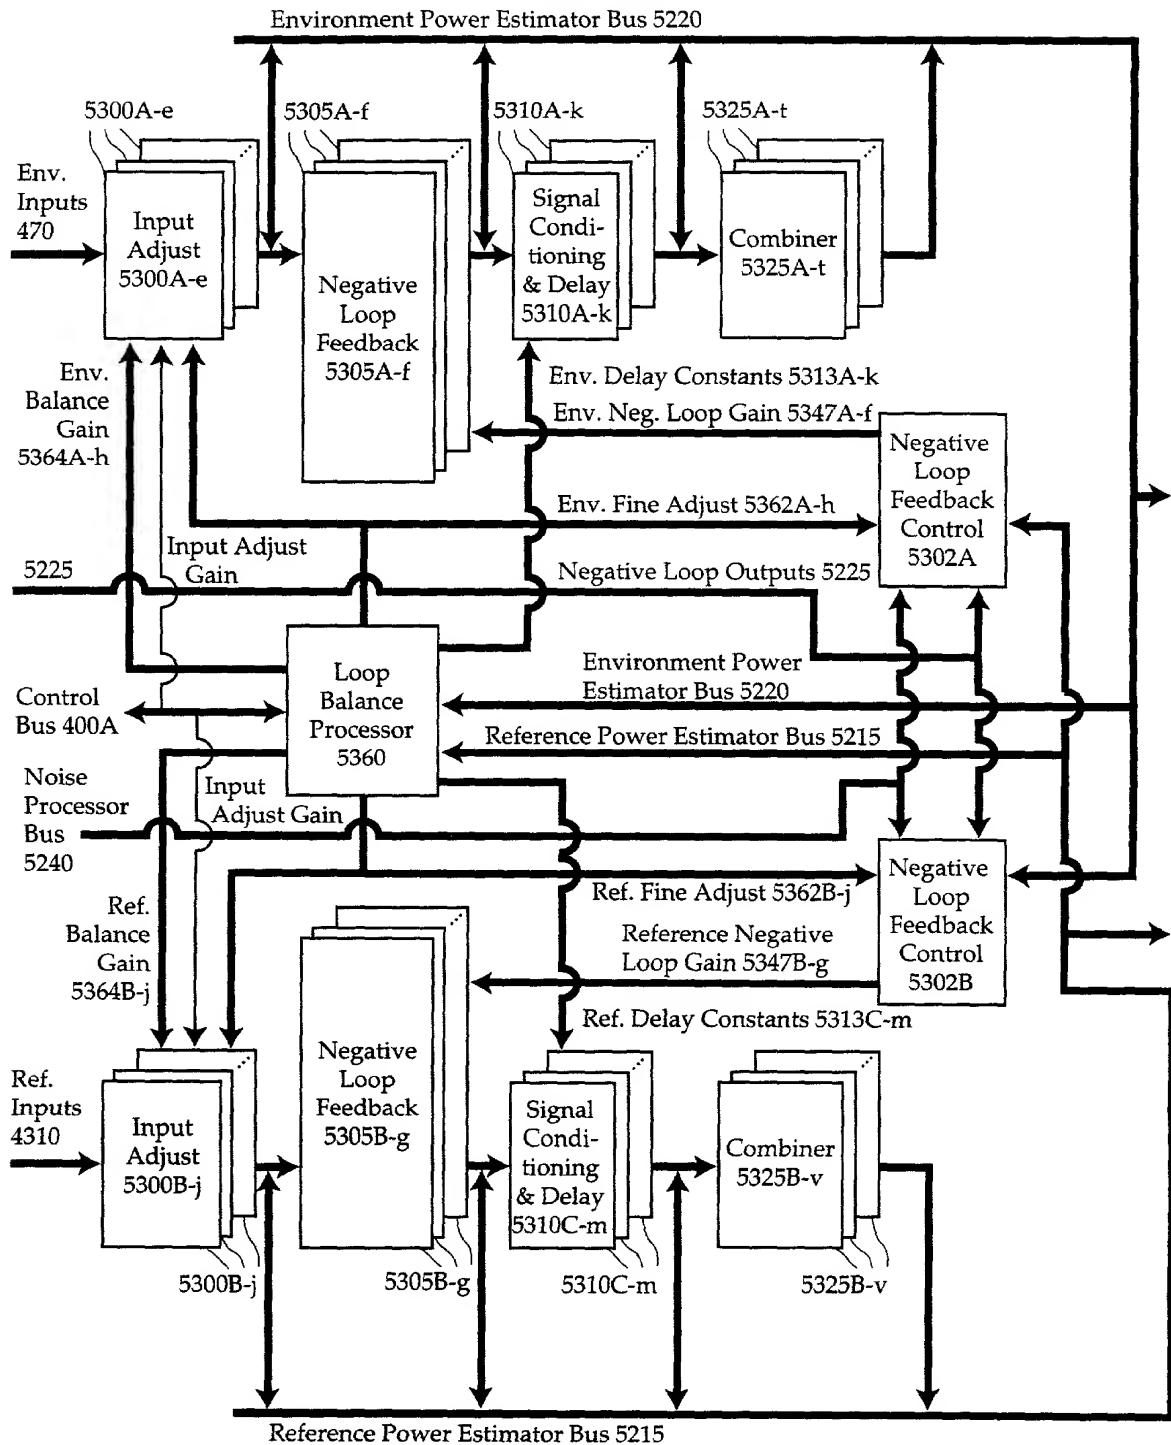 Environment Power Estimator Bus 5220
5300A-e
5305A-f
5310A-k
5325A-t
Env.
Inputs
470
Input
Adjust
5300A-e
Negative
Loop
Feedback
5305A-f
Signal
Condi-
tioning
& Delay
5310A-k
Combiner
5325A-t
Env.
Balance
Gain
5364A-h
Env. Delay Constants 5313A-k
Env. Neg. Loop Gain 5347A-f
Negative
Loop
Feedback
Control
5302A
Env. Fine Adjust 5362A-h
Input Adjust
Gain
5225
Negative Loop Outputs 5225
Loop
Balance
Processor
5360
Environment Power
Estimator Bus 5220
Control
Bus 400A
Reference Power Estimator Bus 5215
Noise
Processor
Bus
5240
Input
Adjust Gain
Ref. Fine Adjust 5362B-j
Negative
Loop
Feedback
Control
5302B
Ref.
Balance
Gain
5364B-j
Reference Negative
Loop Gain 5347B-g
Ref. Delay Constants 5313C-m
Ref.
Inputs
4310
Input
Adjust
5300B-j
Negative
Loop
Feedback
5305B-g
Signal
Condi-
tioning
& Delay
5310C-m
Combiner
5325B-v
5300B-j
5305B-g
5310C-m
5325B-v
Reference Power Estimator Bus 5215